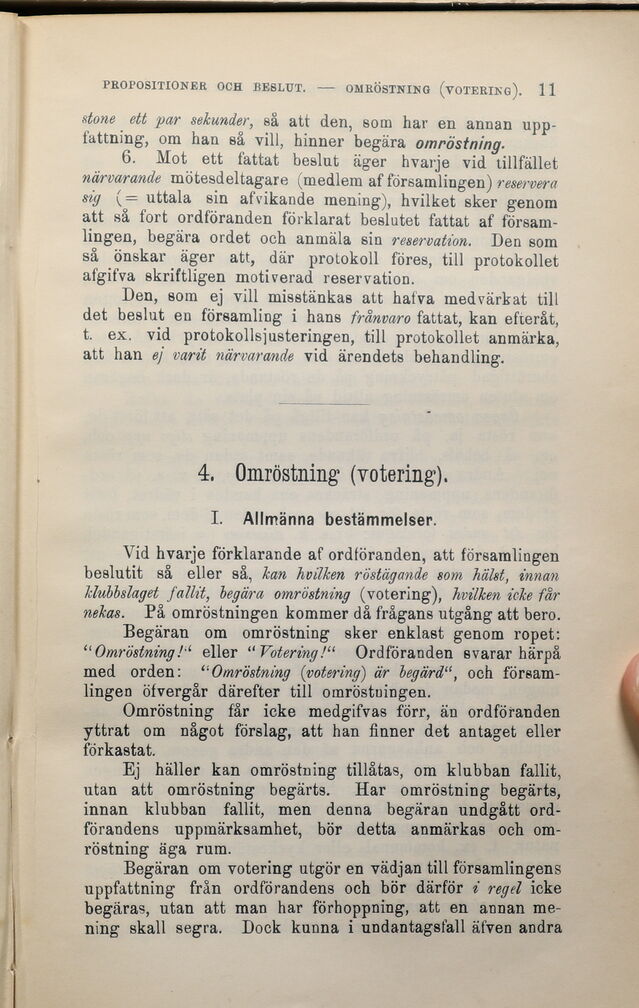 PROPOSITIONER OCH BESLUT. — OMRÖSTNING (VOTERING). 11
stone ett par sekunder, så att den, som har en annan upp-
fattning, om han så vill, hinner begära omröstning.
6. Mot ett fattat beslut äger hvarje vid tillfället
närvarande mötesdeltagare (medlem af församlingen) reservera
sig (= uttala sin afvikande mening), hvilket sker genom
att så fort ordföranden förklarat beslutet fattat af försam-
lingen, begära ordet och anmäla sin reservation. Den som
så önskar äger att, där protokoll föres, till protokollet
afgifva skriftligen motiverad reservation.
Den, som ej vill misstänkas att hafva medvärkat till
det beslut en församling i hans frånvaro fattat, kan efteråt,
t. ex. vid protokollsjusteringen, till protokollet anmärka,
att han ej varit närvarande vid ärendets behandling.
4. Omröstning (votering).
I. Allmänna bestämmelser.
Vid hvarje förklarande af ordföranden, att församlingen
beslutit så eller så, kan hvilken röstägande som hälst, innan
klubbslaget fallit, begära omröstning (votering), hvilken icke får
nekas. På omröstningen kommer då frågans utgång att bero.
Begäran om omröstning sker enklast genom ropet:
“Omröstning!“ eller “Votering!“ Ordföranden svarar härpå
med orden: “Omröstning (votering) är begärd“, och försam-
lingen öfvergår därefter till omröstningen.
Omröstning får icke medgifvas förr, än ordföranden
yttrat om något förslag, att han finner det antaget eller
förkastat.
Ej häller kan omröstning tillåtas, om klubban fallit,
utan att omröstning begärts. Har omröstning begärts,
innan klubban fallit, men denna begäran undgått ord-
förandens uppmärksamhet, bör detta anmärkas och om-
röstning äga rum.
Begäran om votering utgör en vädjan till församlingens
uppfattning från ordförandens och bör därför i regel icke
begäras, utan att man har förhoppning, att en annan me-
ning skall segra. Dock kunna i undantagsfall äfven andra